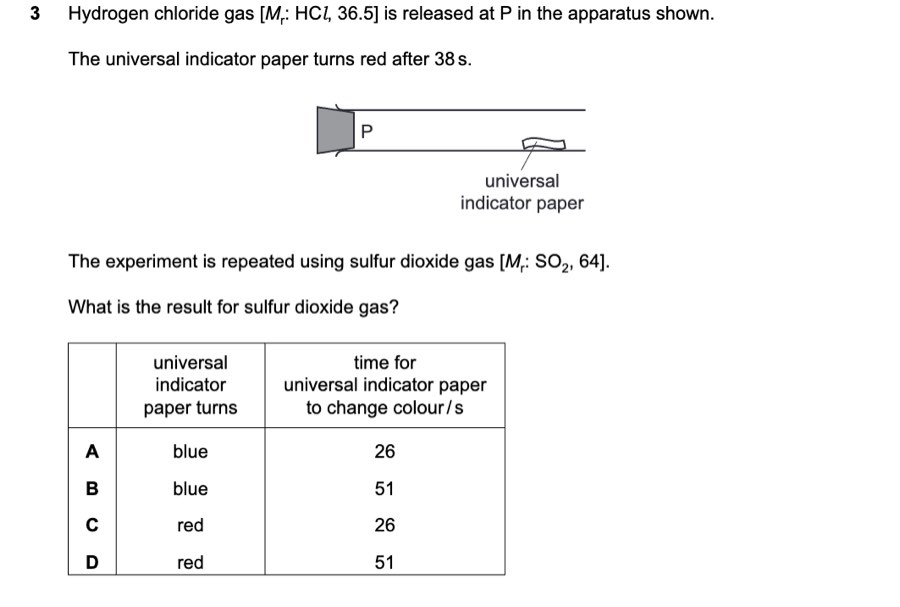 3 Hydrogen chloride gas [Mr: HCl, 36.5] is released at P in the apparatus shown.
The universal indicator paper turns red after 38 s.
P
universal
indicator paper
The experiment is repeated using sulfur dioxide gas [Mr: SO₂, 64].
What is the result for sulfur dioxide gas?
universal
indicator
paper turns
time for
universal indicator paper
to change colour / s
A blue 26
B blue 51
C red 26
D red 51